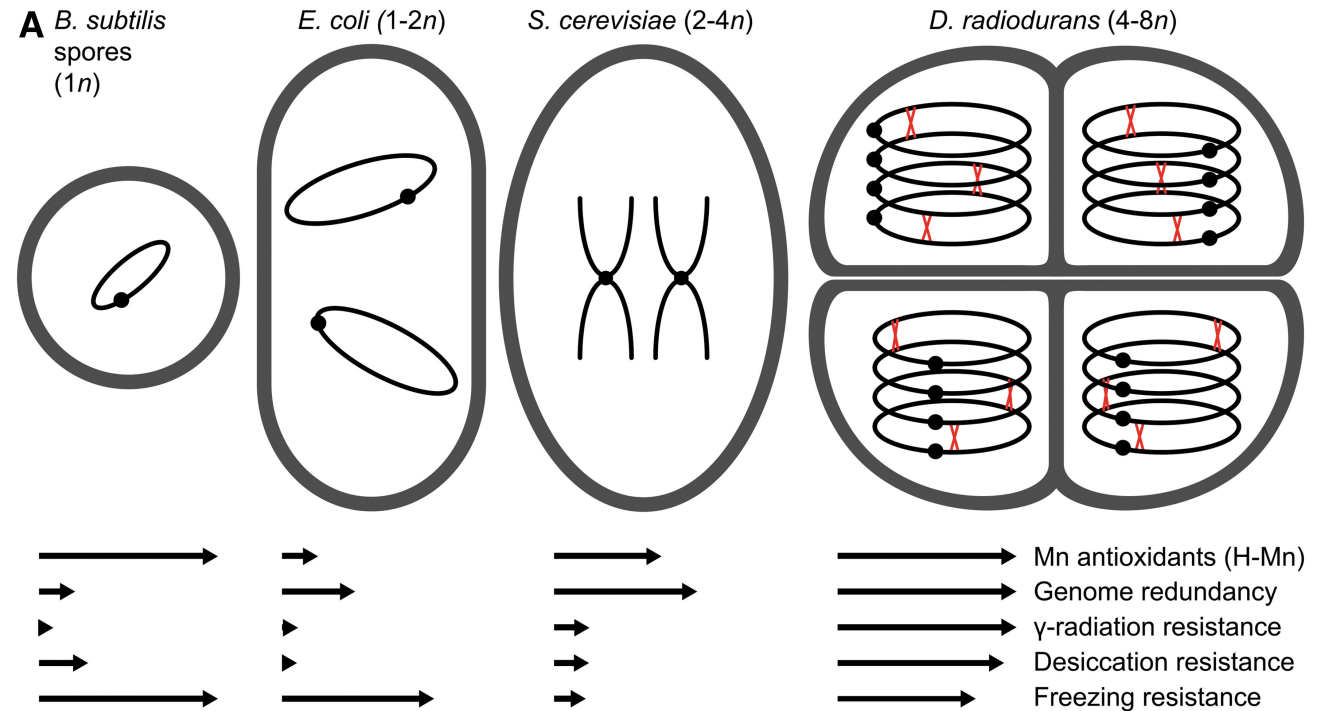 A B. subtilis
spores
(1n)
E. coli (1-2n)
S. cerevisiae (2-4n)
D. radiodurans (4-8n)
Mn antioxidants (H-Mn)
Genome redundancy
γ-radiation resistance
Desiccation resistance
Freezing resistance